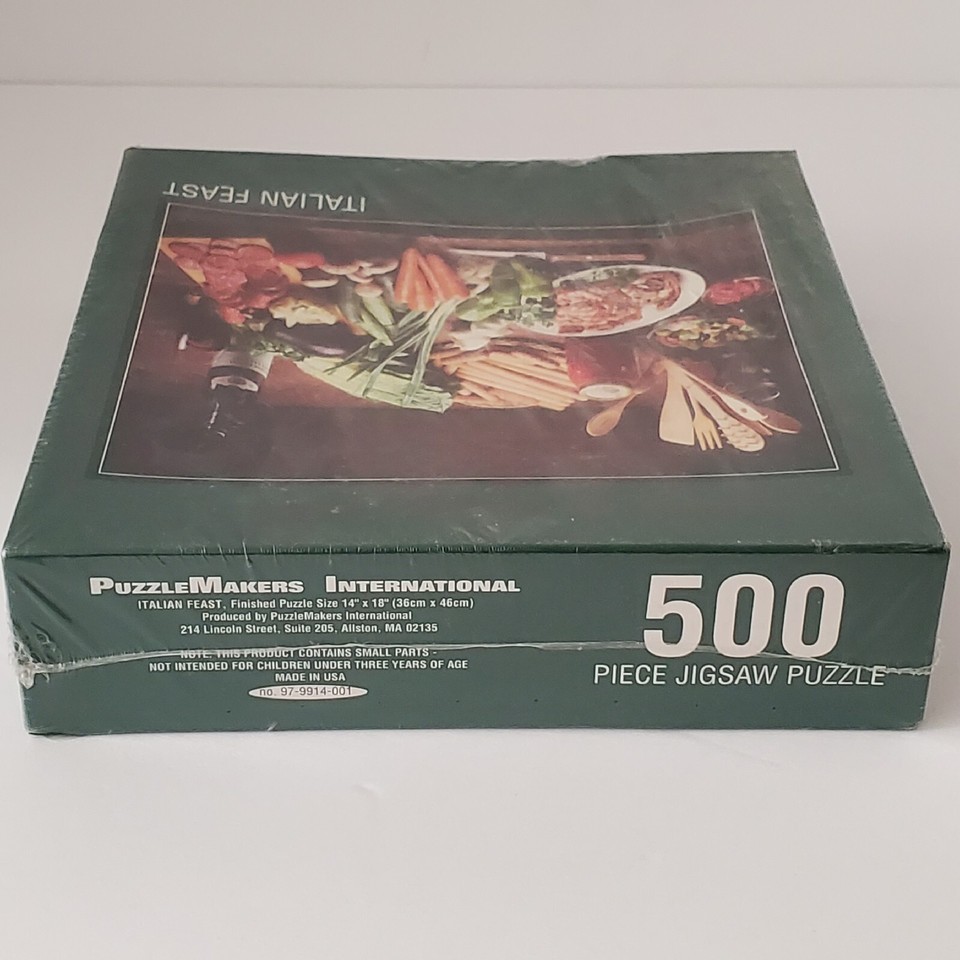 ITALIAN FEAST
PUZZLEMAKERS INTERNATIONAL
ITALIAN FEAST, Finished Puzzle Size 14" x 18" (36cm x 46cm)
Produced by PuzzleMakers International
214 Lincoln Street, Suite 205, Allston, MA 02135
NOTE: THIS PRODUCT CONTAINS SMALL PARTS -
NOT INTENDED FOR CHILDREN UNDER THREE YEARS OF AGE
MADE IN USA
no. 97-9914-001
500
PIECE JIGSAW PUZZLE